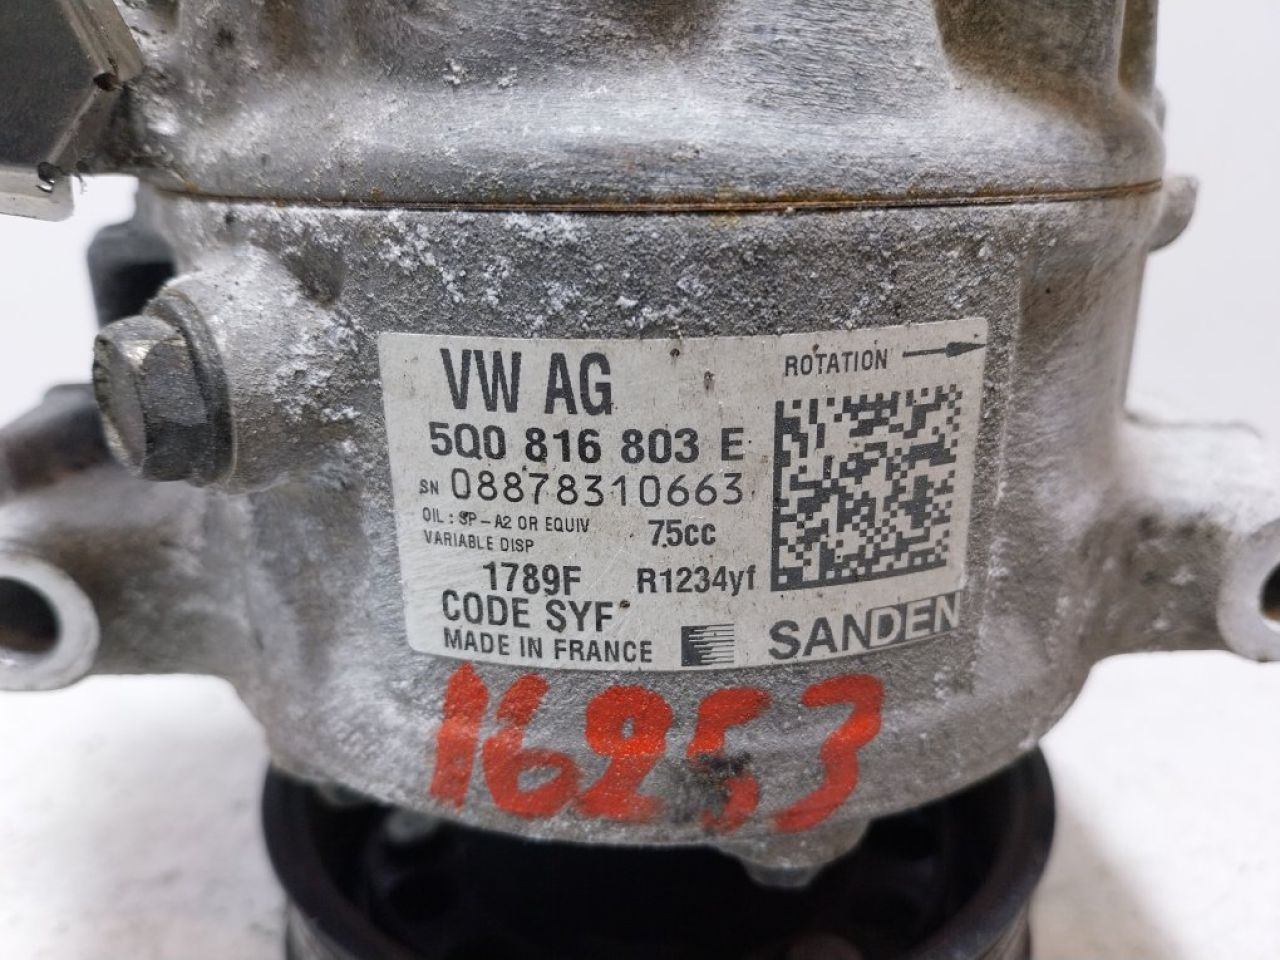 VW AG
ROTATION
5Q0 816 803 E
SN 08878310663
OIL : SP-A2 OR EQUIV 75cc
VARIABLE DISP
1789F R1234yf
CODE SYF
MADE IN FRANCE SANDEN
16253